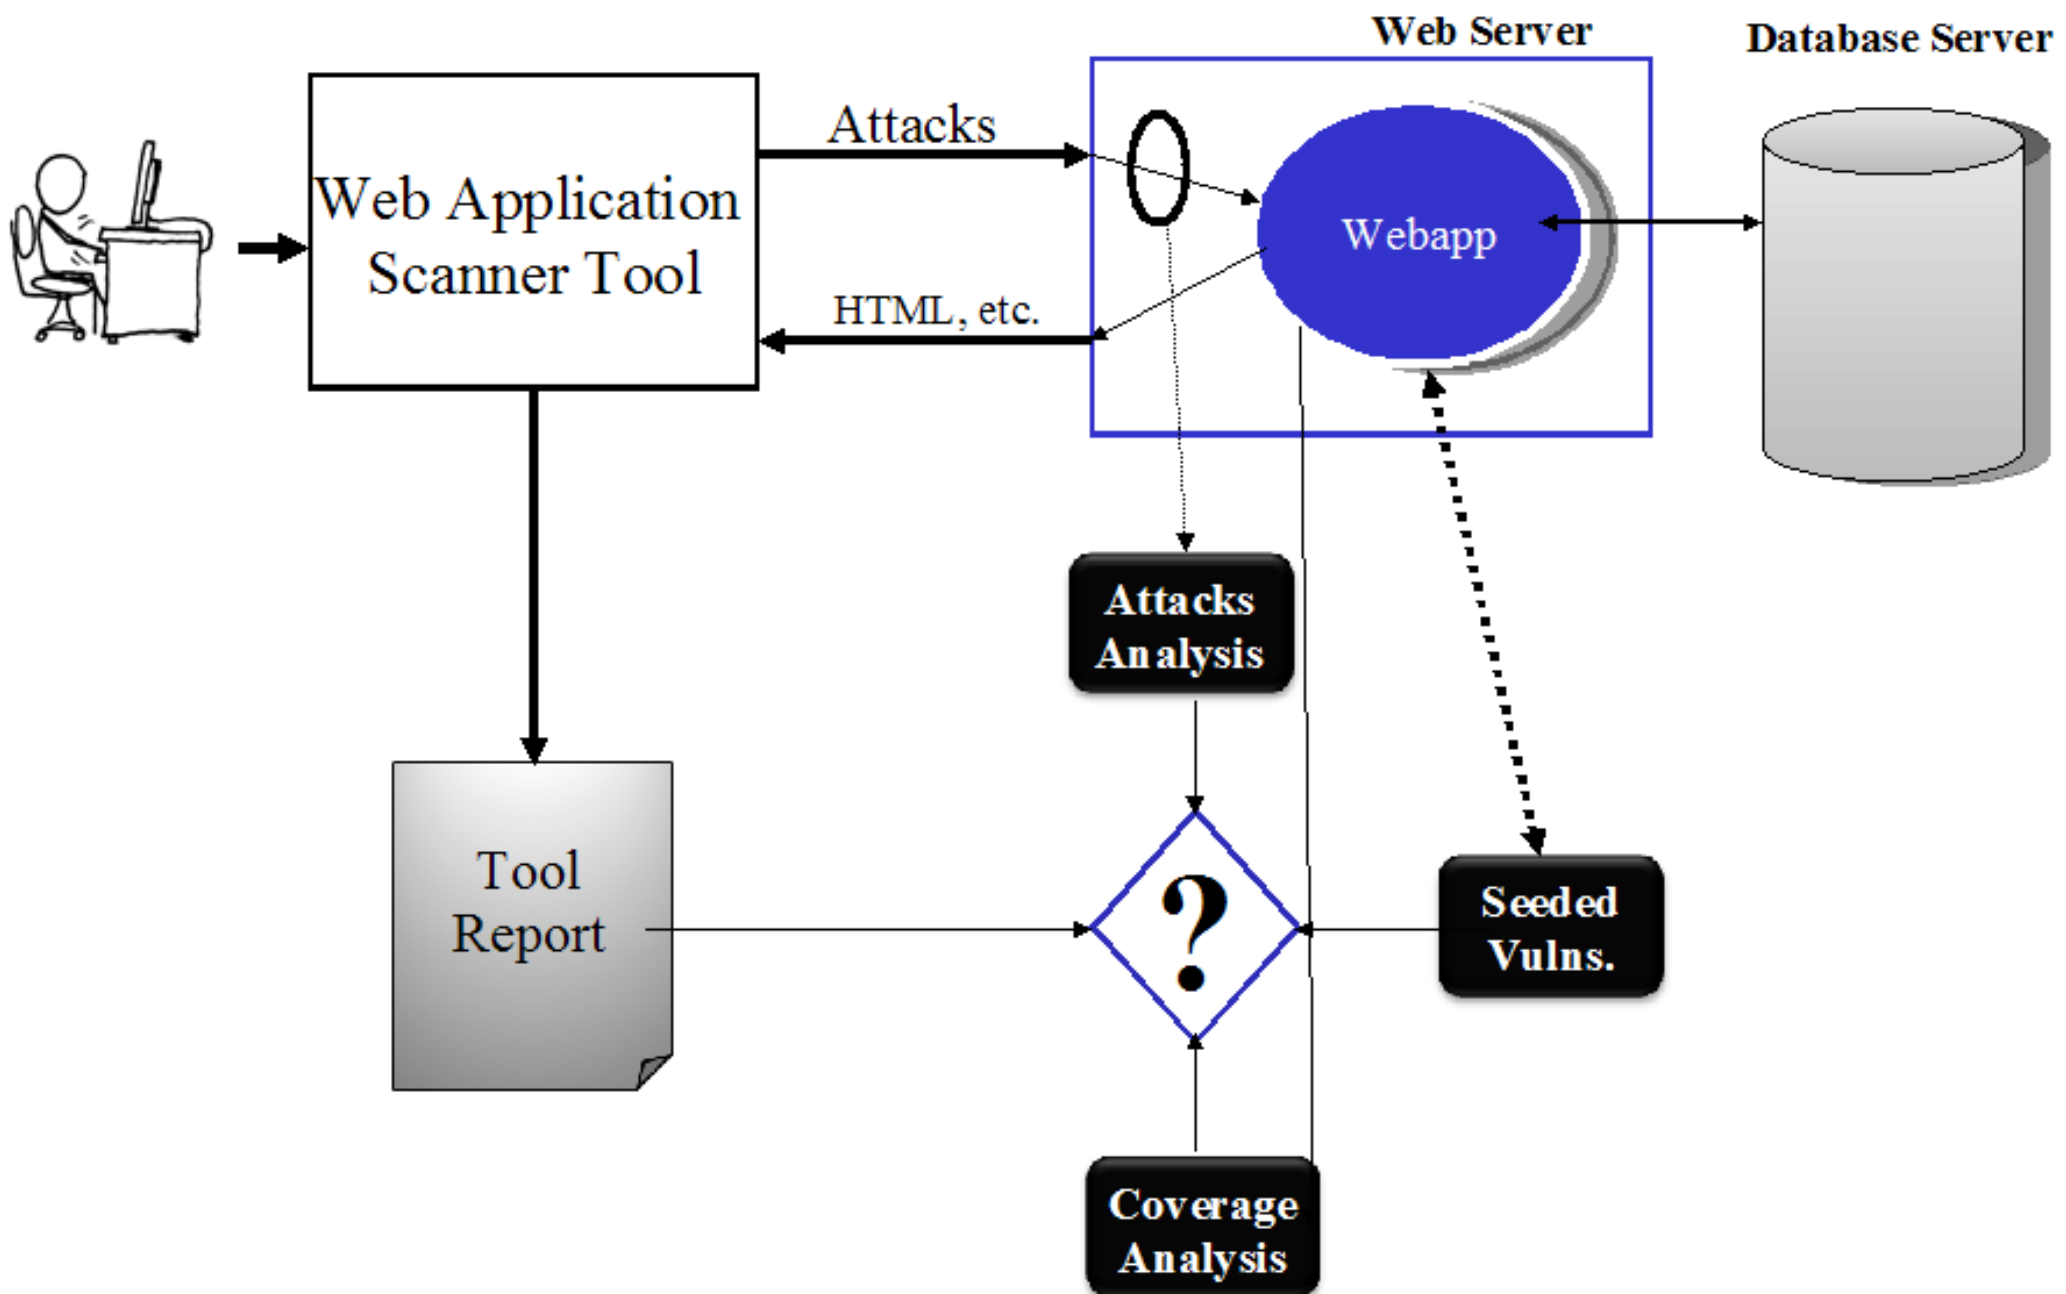 Web Server
Database Server
Attacks
Web Application
Scanner Tool
Webapp
HTML, etc.
Attacks
Analysis
Tool
Report
?
Seeded
Vulns.
Coverage
Analysis